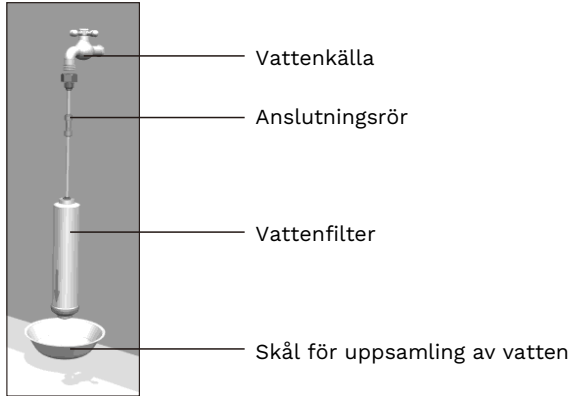 Vattenkälla
Anslutningsrör
Vattenfilter
Skål för uppsamling av vatten